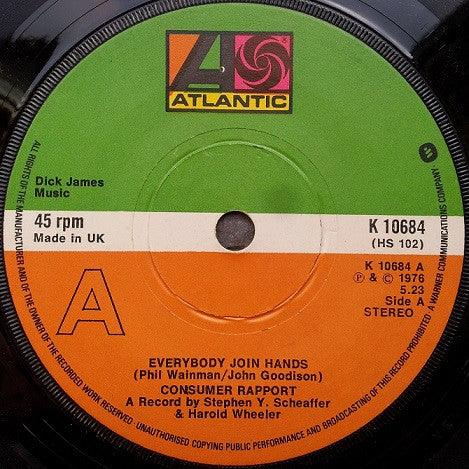 ATLANTIC
Dick James
Music
45 rpm
Made in UK
K 10684
(HS 102)
K 10684 A
℗ & © 1976
5.23
Side A
STEREO
A
EVERYBODY JOIN HANDS
(Phil Wainman/John Goodison)
CONSUMER RAPPORT
A Record by Stephen Y. Scheaffer
& Harold Wheeler
ALL RIGHTS OF THE MANUFACTURER AND OF THE OWNER OF THE RECORDED WORK RESERVED. UNAUTHORISED COPYING PUBLIC PERFORMANCE AND BROADCASTING OF THIS RECORD PROHIBITED. A WARNER COMMUNICATIONS COMPANY